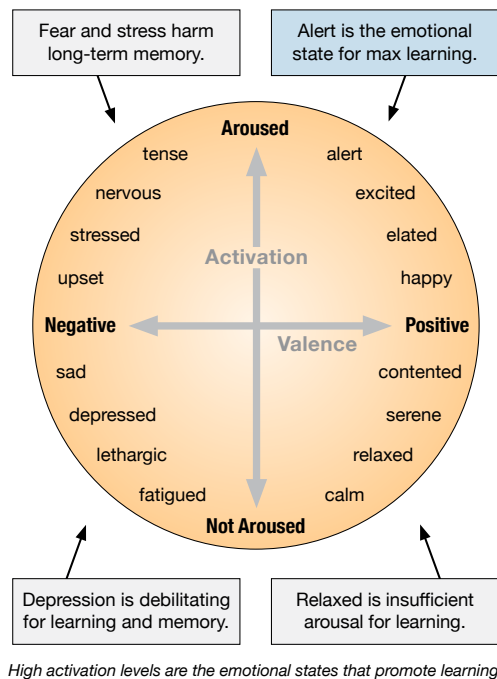 Fear and stress harm
long-term memory.
Alert is the emotional
state for max learning.
Aroused
tense
alert
nervous
excited
stressed
elated
Activation
upset
happy
Negative
Positive
Valence
sad
contented
depressed
serene
lethargic
relaxed
fatigued
calm
Not Aroused
Depression is debilitating
for learning and memory.
Relaxed is insufficient
arousal for learning.
High activation levels are the emotional states that promote learning